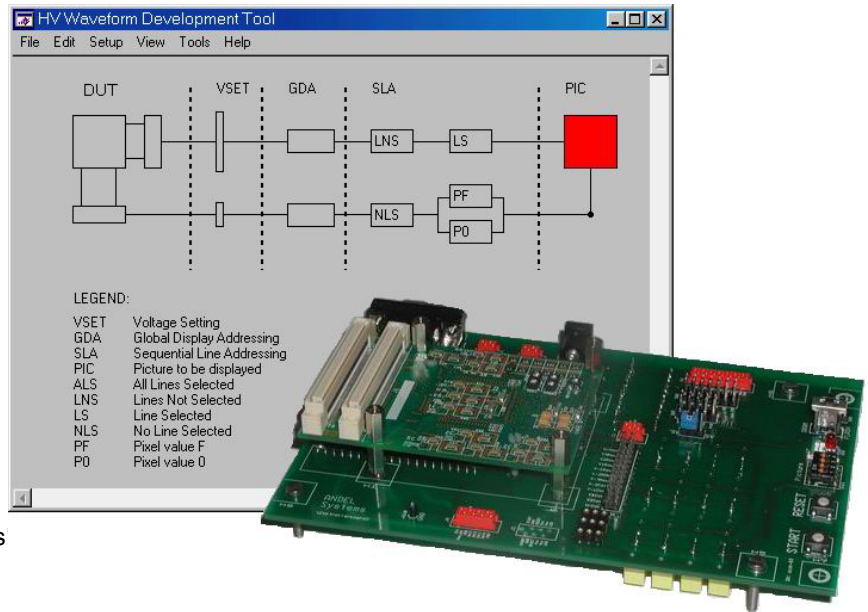 HV Waveform Development Tool
File Edit Setup View Tools Help
DUT VSET GDA SLA PIC
LNS LS
PF
NLS
P0
LEGEND:
VSET Voltage Setting
GDA Global Display Addressing
SLA Sequential Line Addressing
PIC Picture to be displayed
ALS All Lines Selected
LNS Lines Not Selected
LS Line Selected
NLS No Line Selected
PF Pixel value F
P0 Pixel value 0
s
ANDEL
Systems
Picture
START RESET